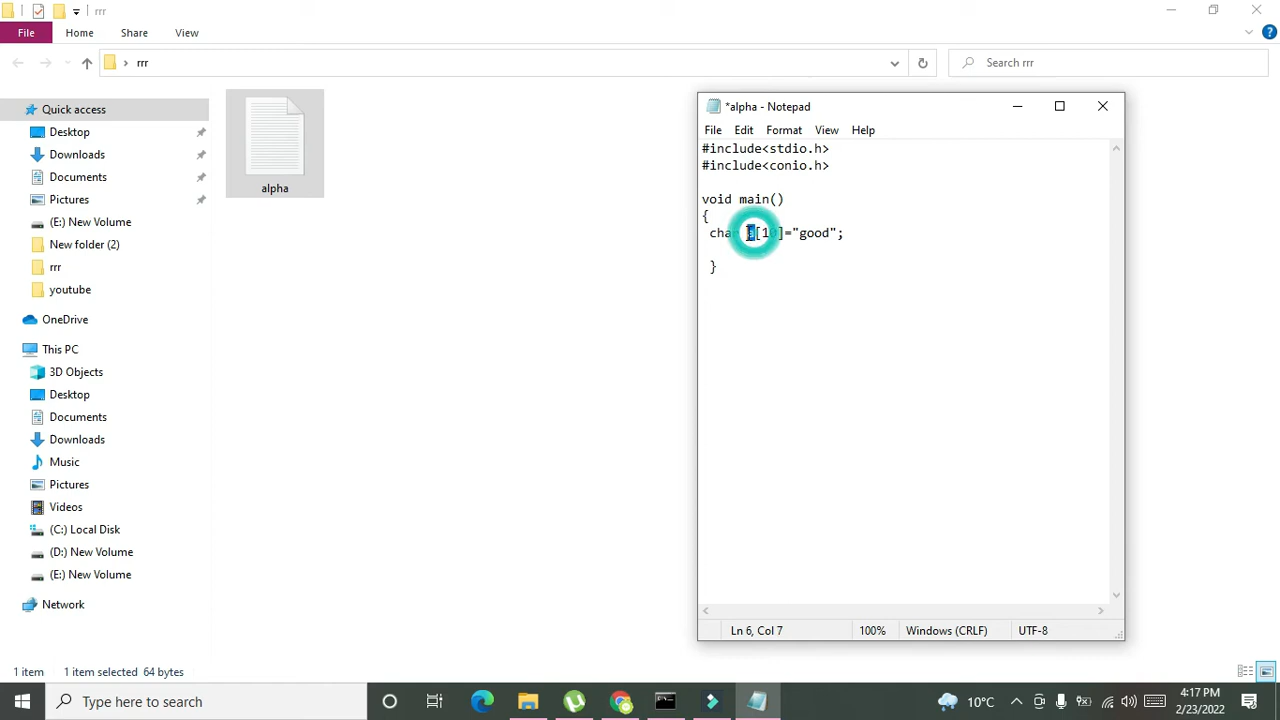 rrr
File
Home
Share
View
rrr
Search rrr
Quick access
Desktop
Downloads
Documents
Pictures
(E:) New Volume
New folder (2)
rrr
youtube
OneDrive
This PC
3D Objects
Desktop
Documents
Downloads
Music
Pictures
Videos
(C:) Local Disk
(D:) New Volume
(E:) New Volume
Network
alpha
*alpha - Notepad
File Edit Format View Help
#include<stdio.h>
#include<conio.h>
void main()
{
char [10]="good";
}
Ln 6, Col 7
100%
Windows (CRLF)
UTF-8
1 item
1 item selected 64 bytes
Type here to search
10°C
4:17 PM
2/23/2022